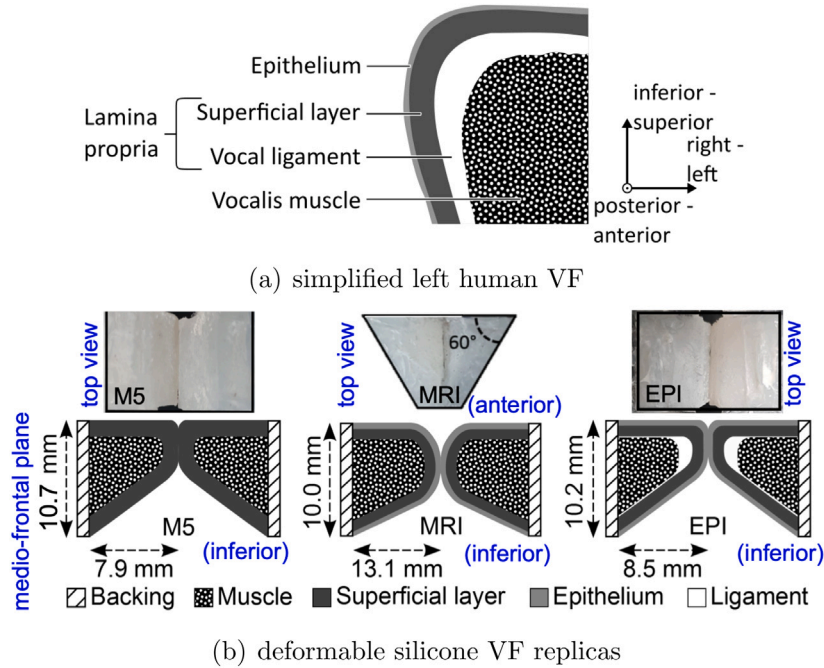 Epithelium
Lamina
propria
Superficial layer
Vocal ligament
Vocalis muscle
inferior -
superior
right -
left
posterior -
anterior
(a) simplified left human VF
top view
M5
top view
60°
MRI
(anterior)
EPI
top view
medio-frontal plane
10.7 mm
M5
(inferior)
7.9 mm
10.0 mm
MRI
(inferior)
13.1 mm
10.2 mm
EPI
(inferior)
8.5 mm
Backing
Muscle
Superficial layer
Epithelium
Ligament
(b) deformable silicone VF replicas